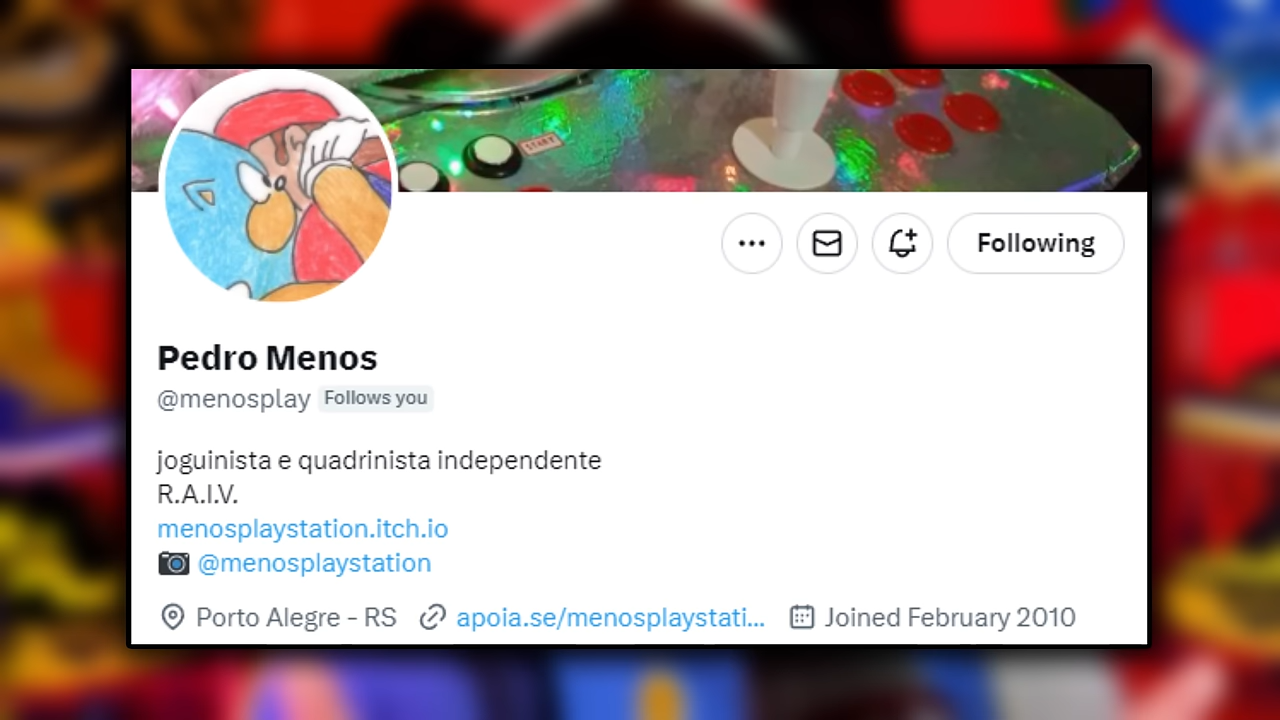 START
Following
Pedro Menos
@menosplay Follows you
joguinista e quadrinista independente
R.A.I.V.
menosplaystation.itch.io
@menosplaystation
Porto Alegre - RS apoia.se/menosplaystati... Joined February 2010